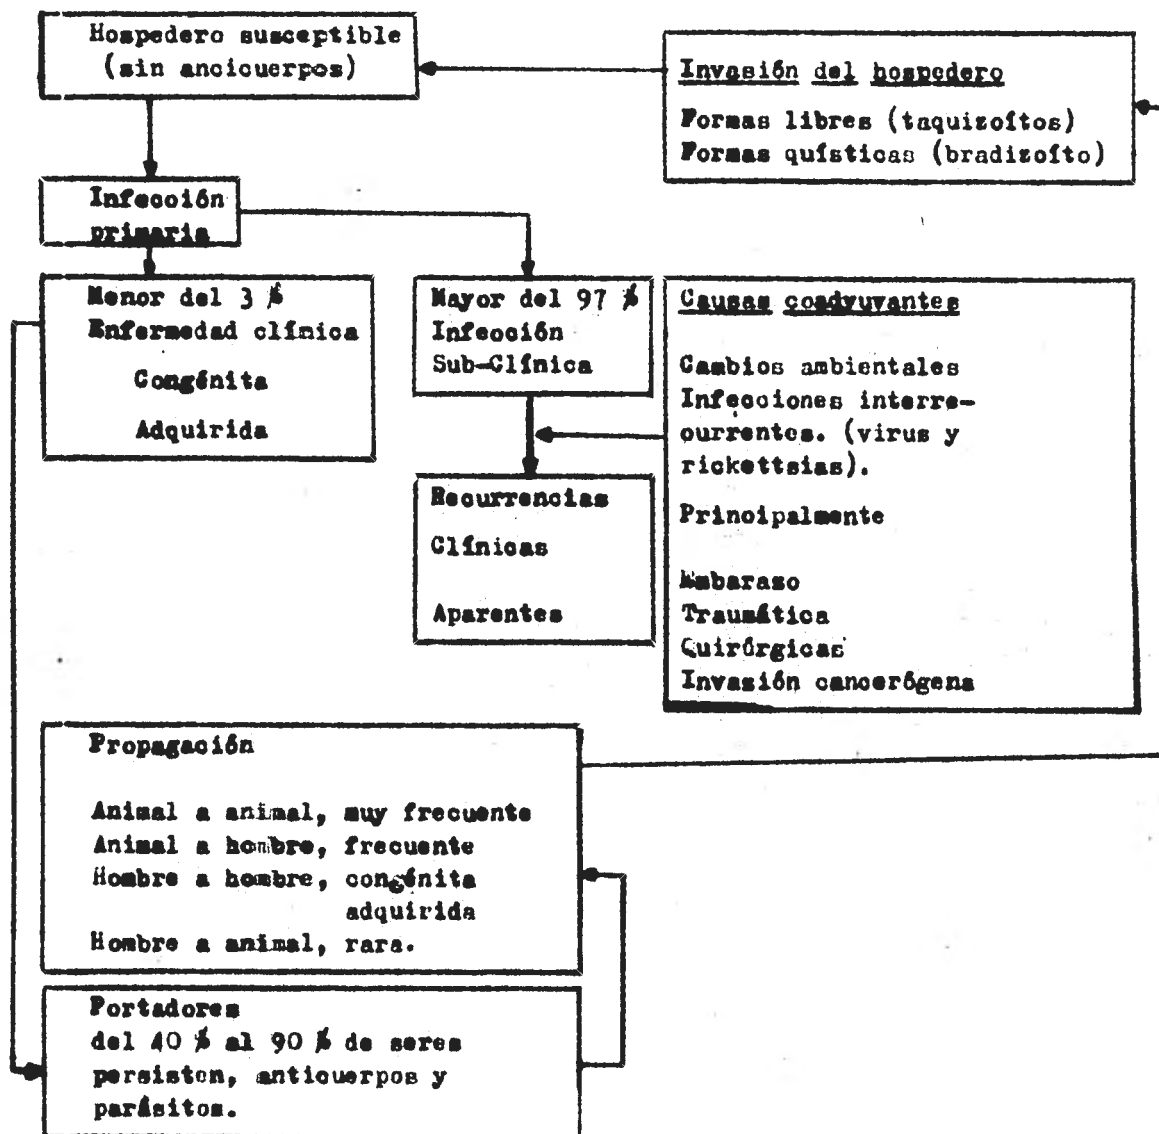 Hospedero susceptible
(sin ancicuerpos)
Invasión del hospedero
Formas libres (taquizoítos)
Formas quísticas (bradizoíto)
Infección
primaria
Menor del 3 %
Enfermedad clínica
Congénita
Adquirida
Mayor del 97 %
Infección
Sub-Clínica
Causas coadyuvantes
Cambios ambientales
Infecciones interre-
currentes. (virus y
rickettsias).
Principalmente
Embarazo
Traumática
Quirúrgicas
Invasión cancerógena
Recurrencias
Clínicas
Aparentes
Propagación
Animal a animal, muy frecuente
Animal a hombre, frecuente
Hombre a hombre, congénita
adquirida
Hombre a animal, rara.
Portadores
del 40 % al 90 % de seres
persisten, anticuerpos y
parásitos.